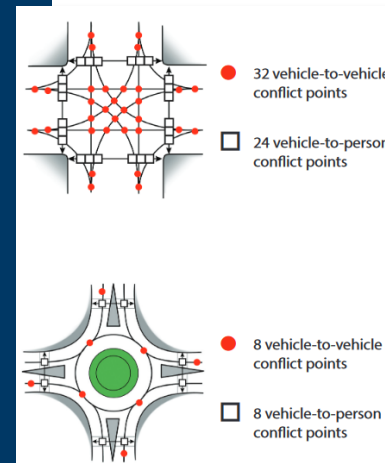 32 vehicle-to-vehicle
conflict points
24 vehicle-to-person
conflict points
8 vehicle-to-vehicle
conflict points
8 vehicle-to-person
conflict points